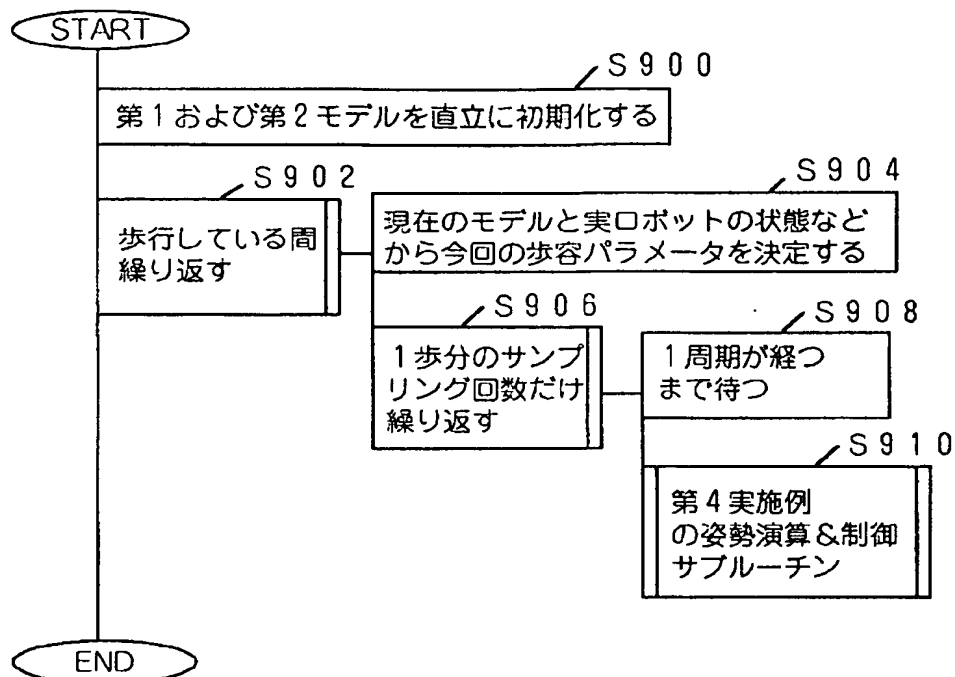 START
S900
第1および第2モデルを直立に初期化する
S902
歩行している間
繰り返す
S904
現在のモデルと実ロボットの状態など
から今回の歩容パラメータを決定する
S906
1歩分のサンプ
リング回数だけ
繰り返す
S908
1周期が経つ
まで待つ
S910
第4実施例
の姿勢演算&制御
サブルーチン
END